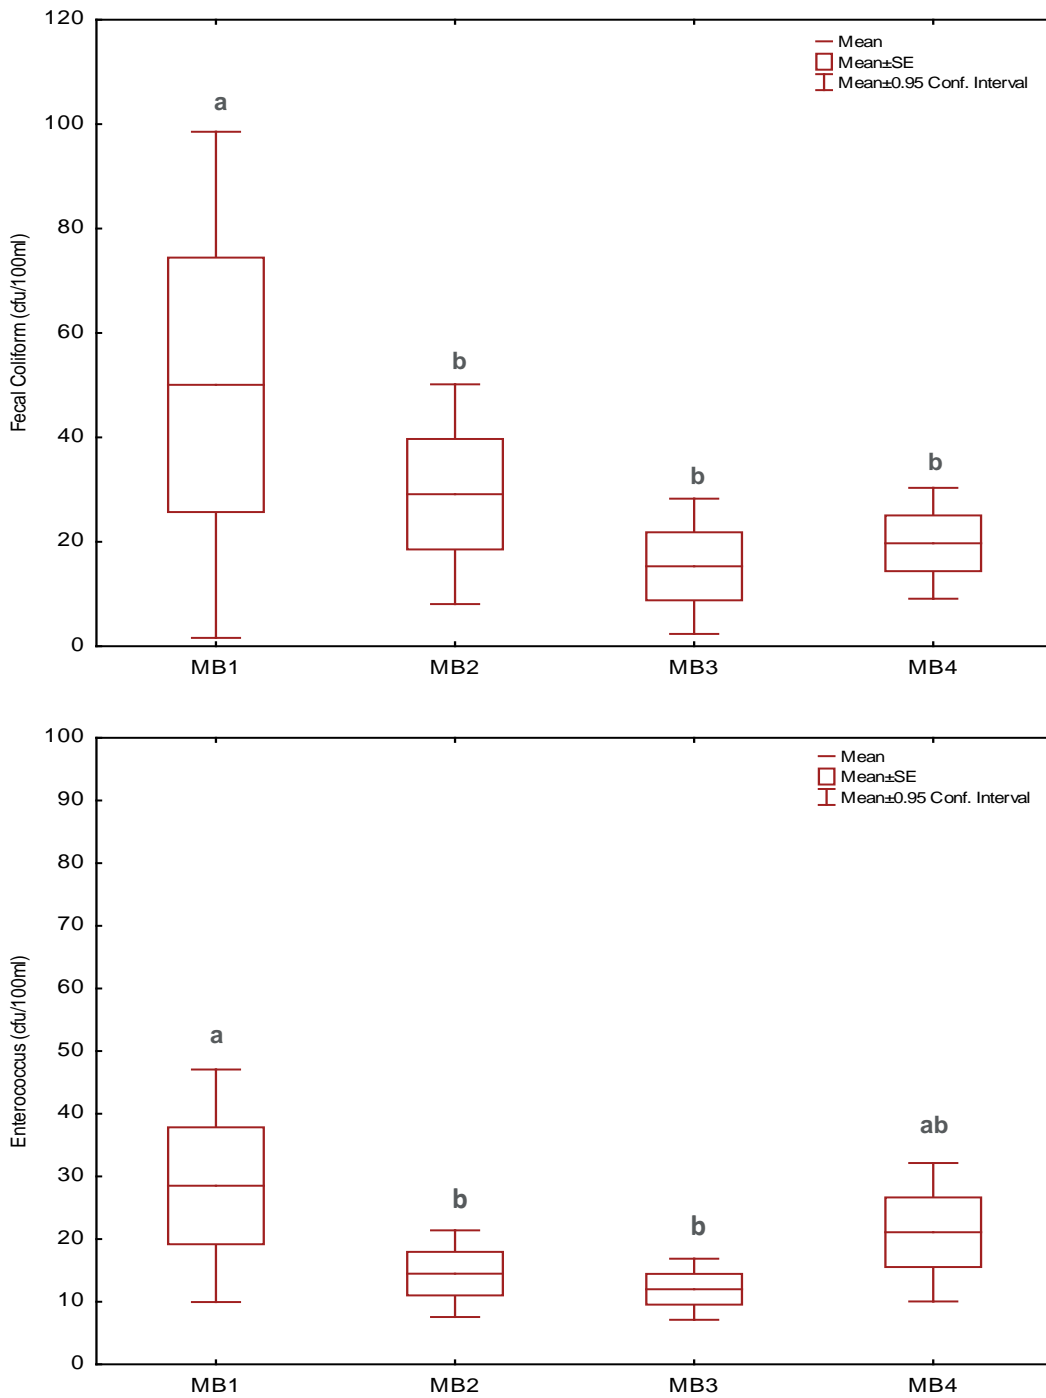 120
100
80
60
40
20
0
Fecal Coliform (cfu/100ml)
Mean
Mean±SE
Mean±0.95 Conf. Interval
a
b
b
b
MB1 MB2 MB3 MB4
100
90
80
70
60
50
40
30
20
10
0
Enterococcus (cfu/100ml)
Mean
Mean±SE
Mean±0.95 Conf. Interval
a
b
b
ab
MB1 MB2 MB3 MB4